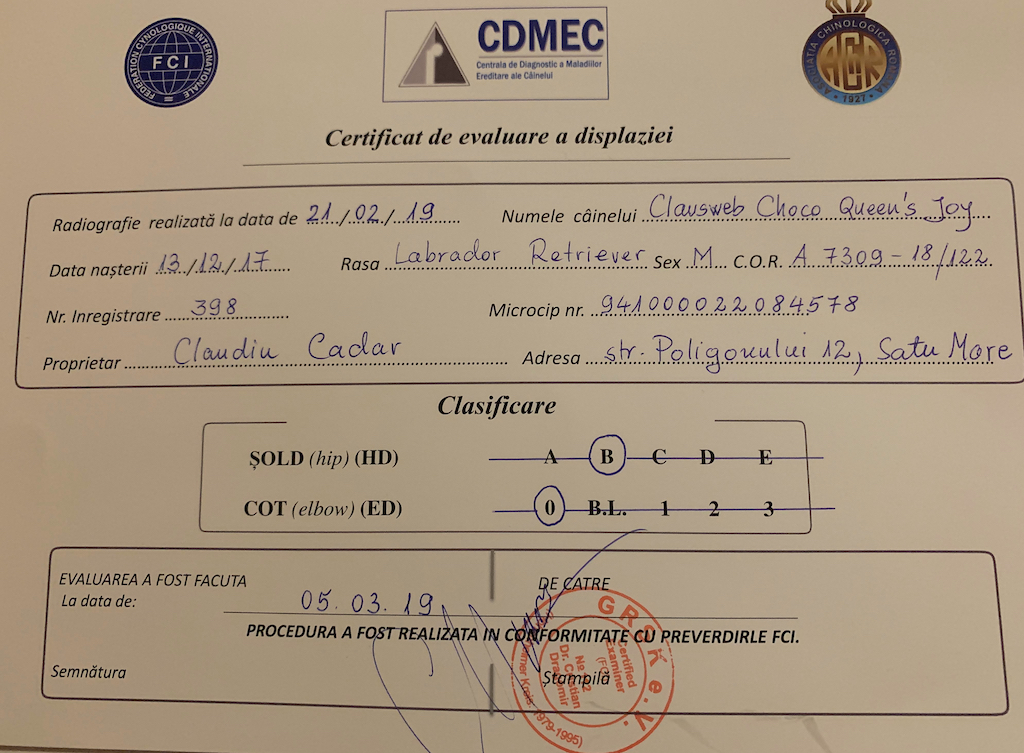 FEDERATION CYNOLOGIQUE INTERNATIONALE
FCI
CDMEC
Centrala de Diagnostic a Maladiilor
Ereditare ale Câinelui
ASOCIATIA CHINOLOGICA ROMANA
ACR
1927
Certificat de evaluare a displaziei
Radiografie realizată la data de 21/02/19 Numele câinelui Clausweb Choco Queen's Joy
Data nașterii 13/12/17 Rasa Labrador Retriever Sex M C.O.R. A 7309-18/122
Nr. Inregistrare 398 Microcip nr. 941000022084578
Proprietar Claudiu Cadar Adresa str. Poligonului 12, Satu Mare
Clasificare
ȘOLD (hip) (HD) A B C D E
COT (elbow) (ED) 0 B.L. 1 2 3
EVALUAREA A FOST FACUTA DE CATRE
La data de: 05.03.19
PROCEDURA A FOST REALIZATA IN CONFORMITATE CU PREVERDIRLE FCI.
Semnătura Ștampilă
GRSK e.V.
Certified
Examiner
(FCI)
Dr.
1979-1995)